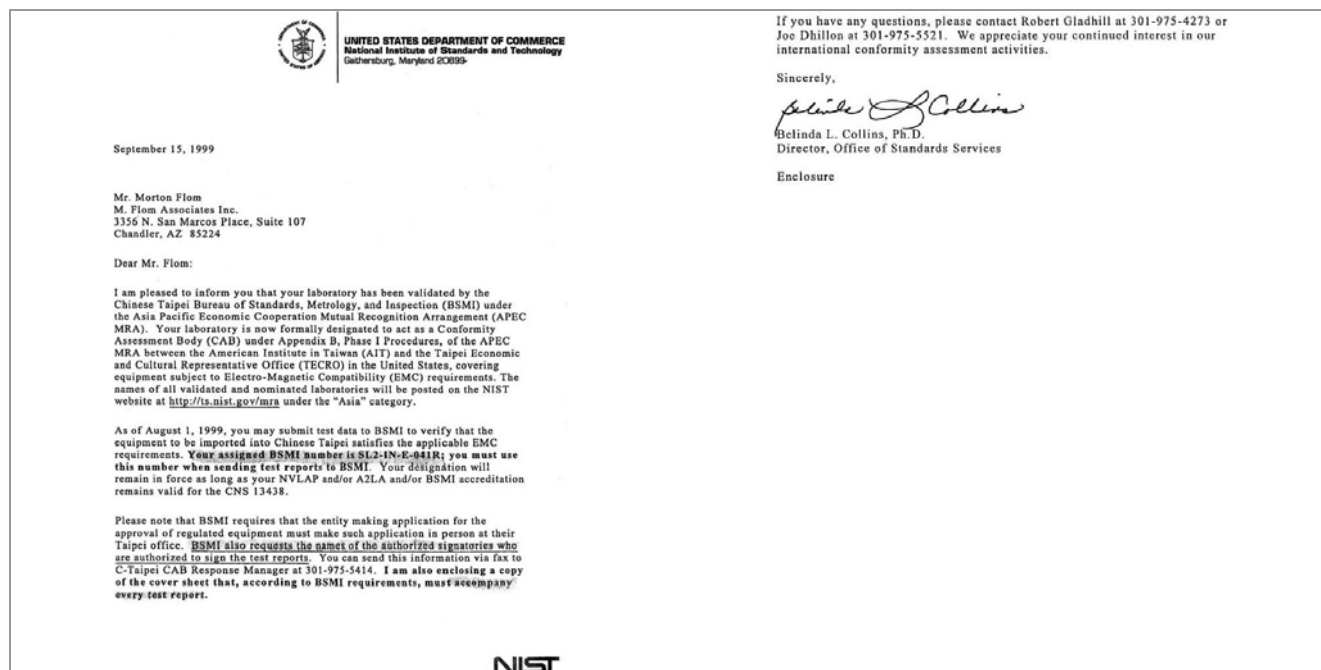 UNITED STATES DEPARTMENT OF COMMERCE
National Institute of Standards and Technology
Gaithersburg, Maryland 20899-
September 15, 1999
Mr. Morton Flom
M. Flom Associates Inc.
3356 N. San Marcos Place, Suite 107
Chandler, AZ 85224
Dear Mr. Flom:
I am pleased to inform you that your laboratory has been validated by the
Chinese Taipei Bureau of Standards, Metrology, and Inspection (BSMI) under
the Asia Pacific Economic Cooperation Mutual Recognition Arrangement (APEC
MRA). Your laboratory is now formally designated to act as a Conformity
Assessment Body (CAB) under Appendix B, Phase I Procedures, of the APEC
MRA between the American Institute in Taiwan (AIT) and the Taipei Economic
and Cultural Representative Office (TECRO) in the United States, covering
equipment subject to Electro-Magnetic Compatibility (EMC) requirements. The
names of all validated and nominated laboratories will be posted on the NIST
website at http://ts.nist.gov/mra under the "Asia" category.
As of August 1, 1999, you may submit test data to BSMI to verify that the
equipment to be imported into Chinese Taipei satisfies the applicable EMC
requirements. Your assigned BSMI number is SL2-IN-E-041R; you must use
this number when sending test reports to BSMI. Your designation will
remain in force as long as your NVLAP and/or A2LA and/or BSMI accreditation
remains valid for the CNS 13438.
Please note that BSMI requires that the entity making application for the
approval of regulated equipment must make such application in person at their
Taipei office. BSMI also requests the names of the authorized signatories who
are authorized to sign the test reports. You can send this information via fax to
C-Taipei CAB Response Manager at 301-975-5414. I am also enclosing a copy
of the cover sheet that, according to BSMI requirements, must accompany
every test report.
NIST
If you have any questions, please contact Robert Gladhill at 301-975-4273 or
Joe Dhillon at 301-975-5521. We appreciate your continued interest in our
international conformity assessment activities.
Sincerely,
Belinda L Collins
Belinda L. Collins, Ph.D.
Director, Office of Standards Services
Enclosure